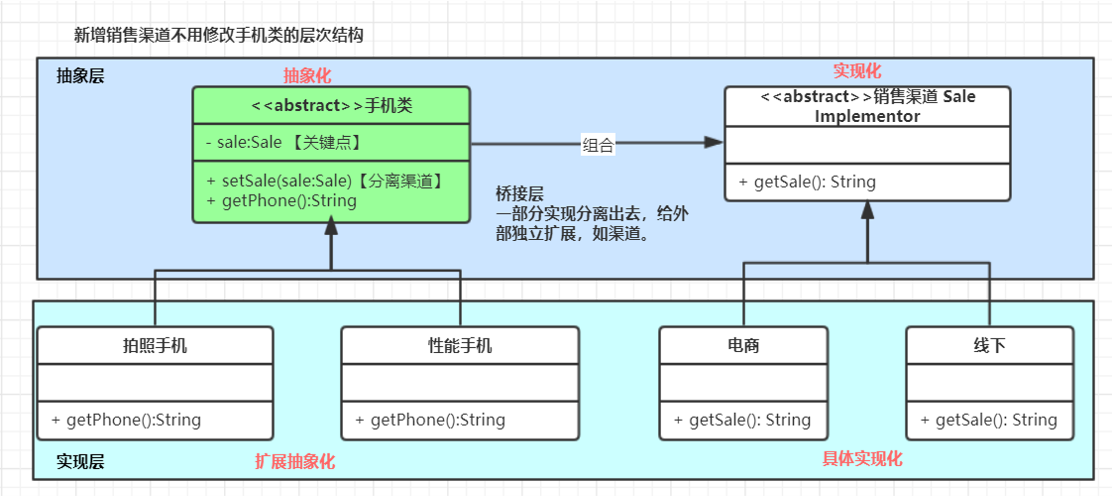 新增销售渠道不用修改手机类的层次结构
抽象层
抽象化
实现化
<<abstract>>手机类
- sale:Sale 【关键点】
+ setSale(sale:Sale)【分离渠道】
+ getPhone():String
组合
<<abstract>>销售渠道 Sale
Implementor
+ getSale(): String
桥接层
一部分实现分离出去，给外
部独立扩展，如渠道。
拍照手机
+ getPhone():String
性能手机
+ getPhone():String
电商
+ getSale(): String
线下
+ getSale(): String
实现层
扩展抽象化
具体实现化